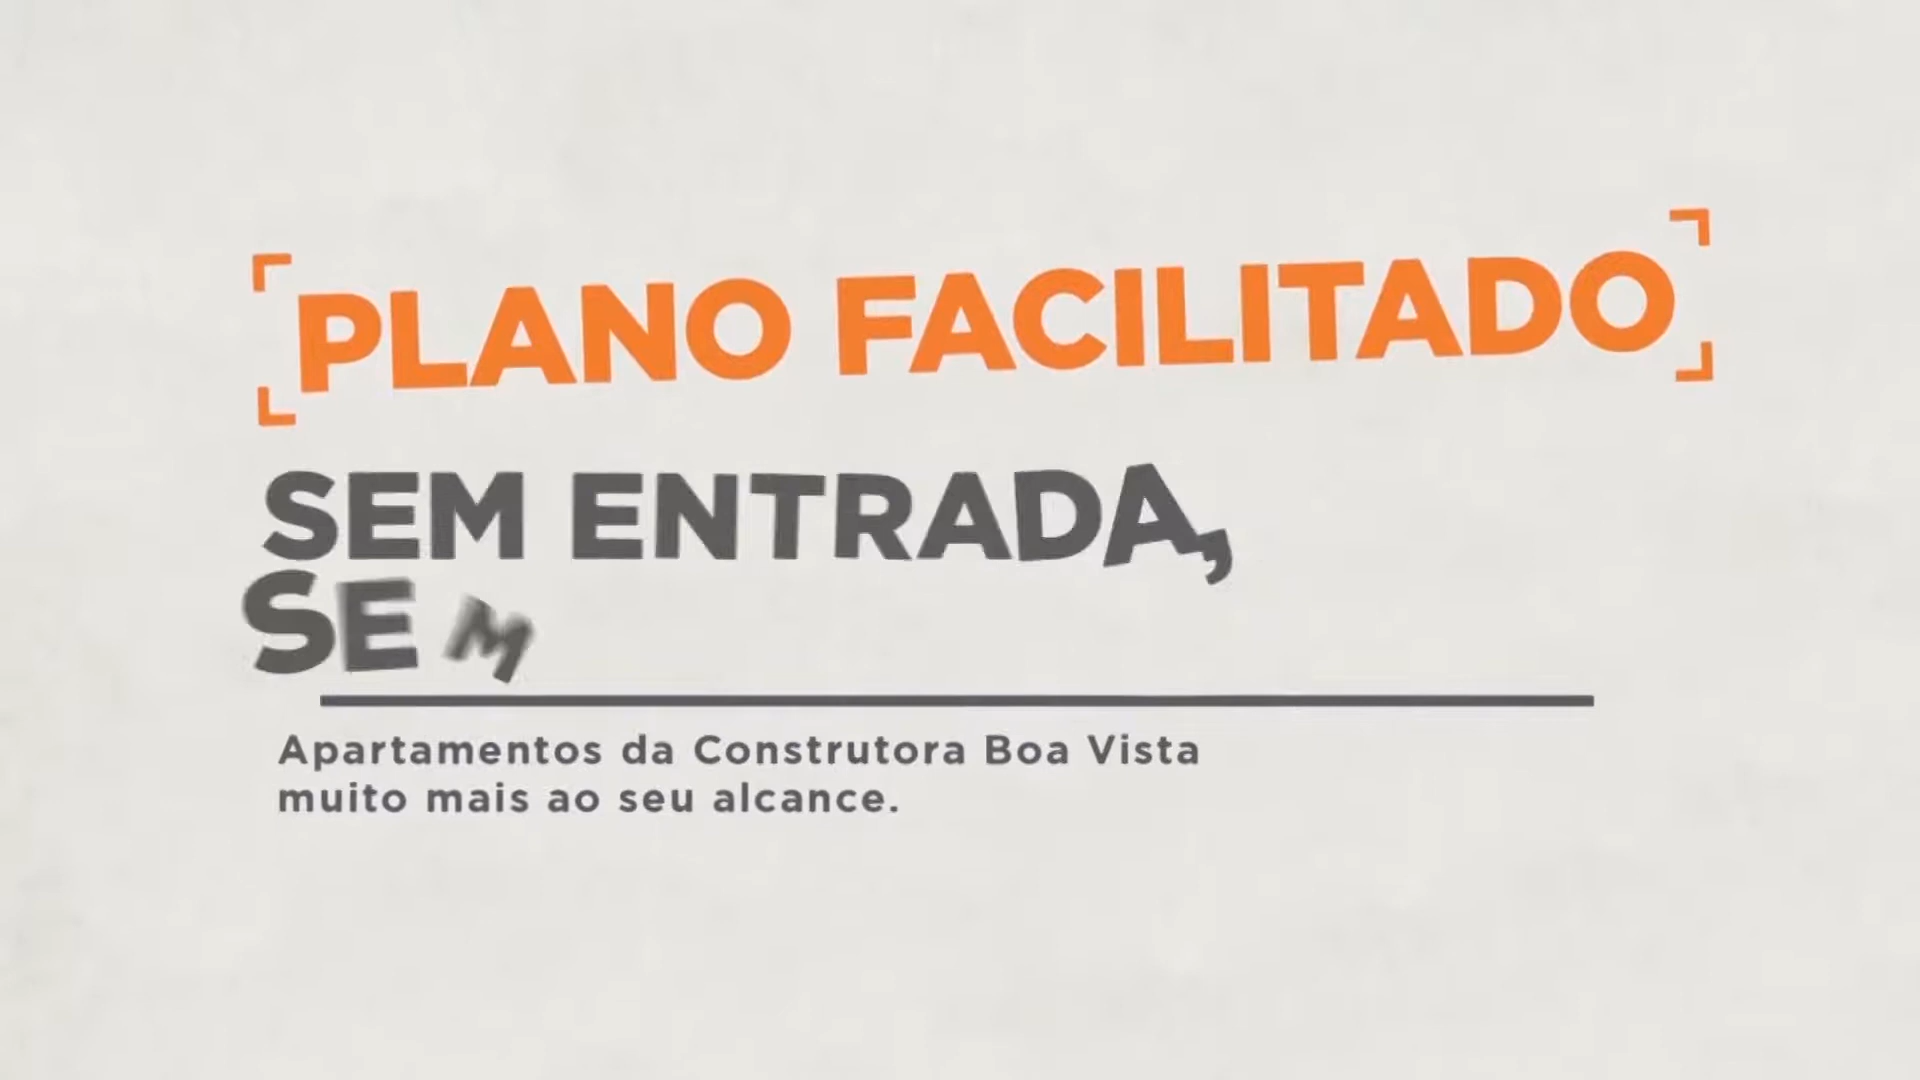 PLANO FACILITADO
SEM ENTRADA,
SEM
Apartamentos da Construtora Boa Vista
muito mais ao seu alcance.